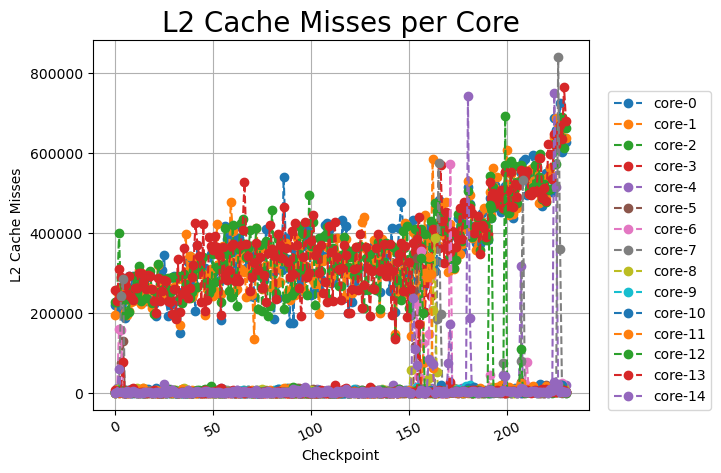 L2 Cache Misses per Core
L2 Cache Misses
800000
600000
400000
200000
0
0
50
100
150
200
Checkpoint
core-0
core-1
core-2
core-3
core-4
core-5
core-6
core-7
core-8
core-9
core-10
core-11
core-12
core-13
core-14